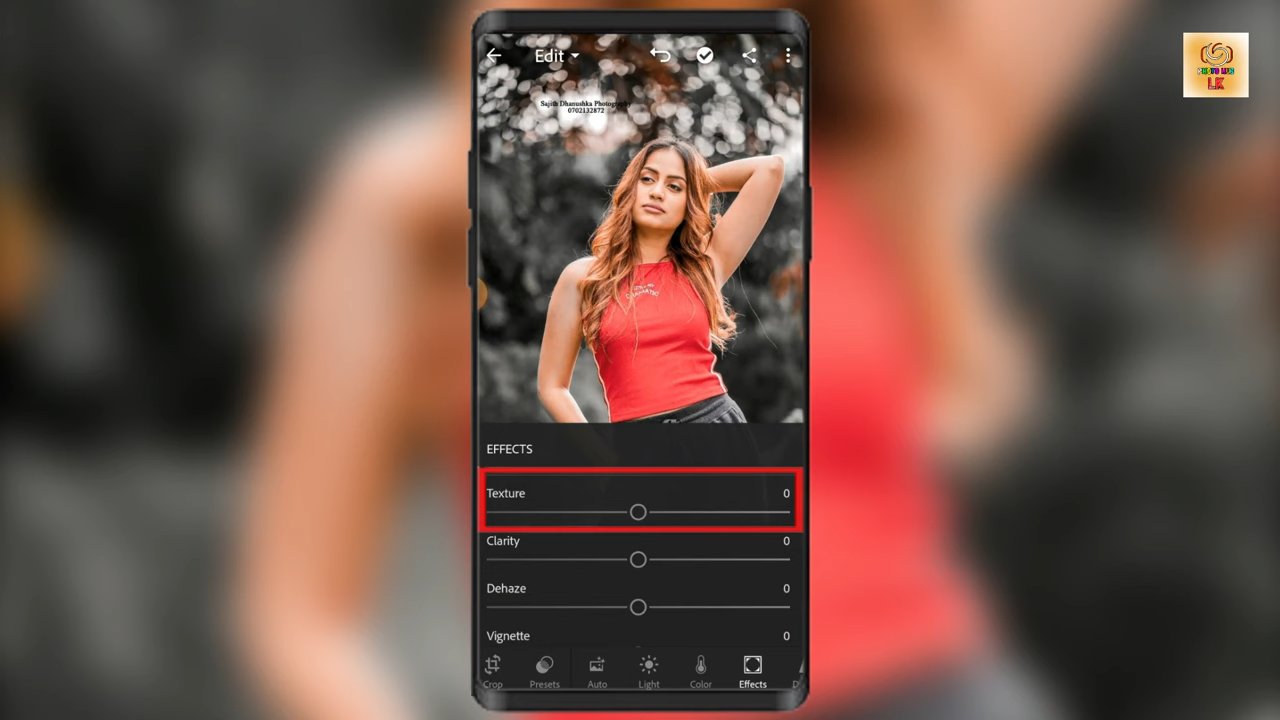 Edit
Sajith Dhanushka Photography
0702132872
EFFECTS
Texture 0
Clarity 0
Dehaze 0
Vignette 0
Crop Presets Auto Light Color Effects
LK